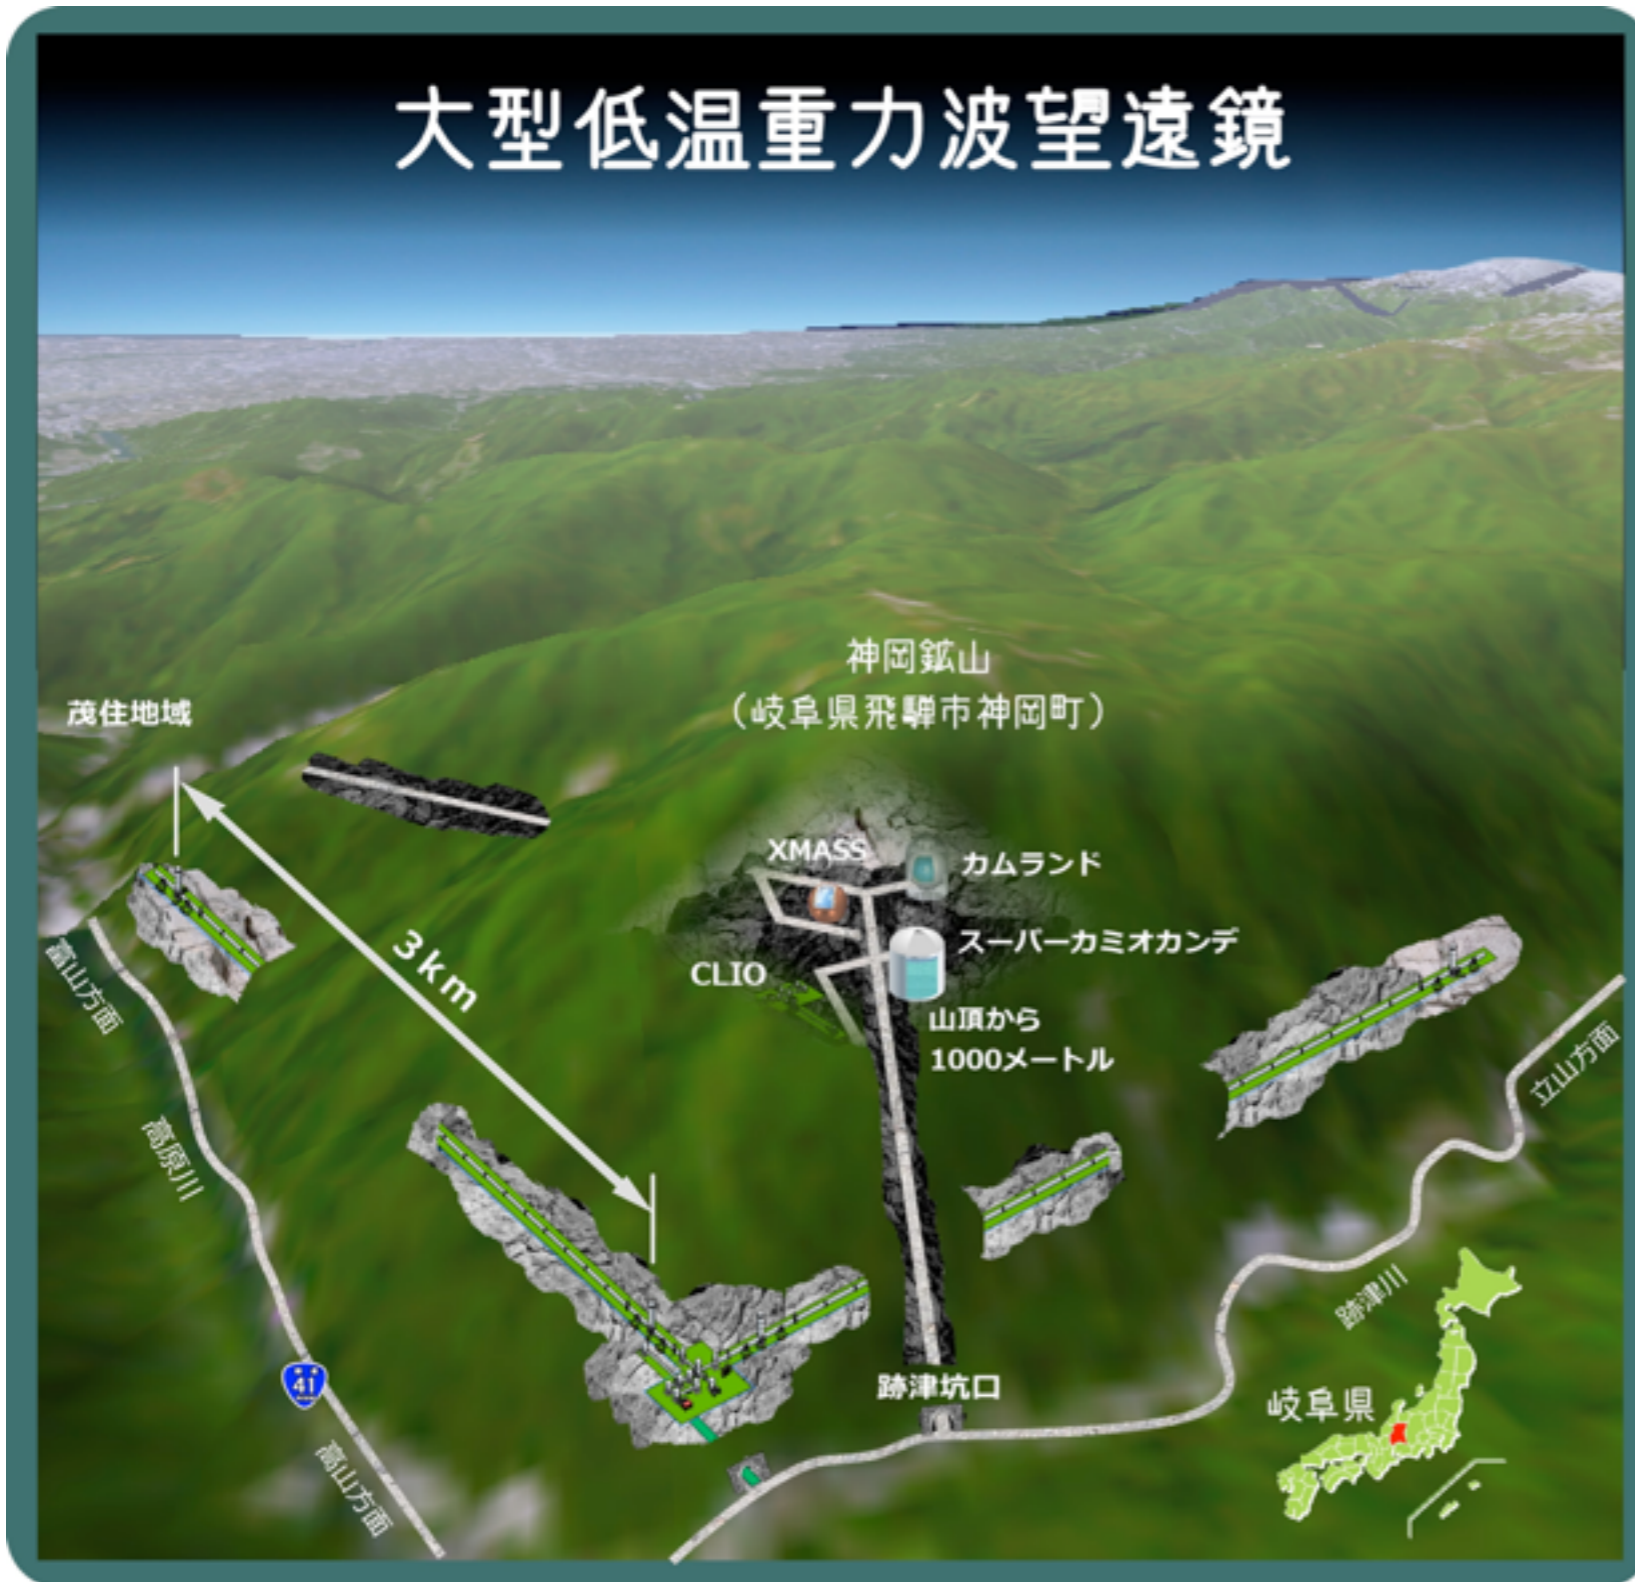 大型低温重力波望遠鏡
神岡鉱山
（岐阜県飛騨市神岡町）
茂住地域
XMASS
カムランド
3km
スーパーカミオカンデ
CLIO
山頂から
1000メートル
富山方面
立山方面
高原川
跡津川
41
跡津坑口
岐阜県
高山方面